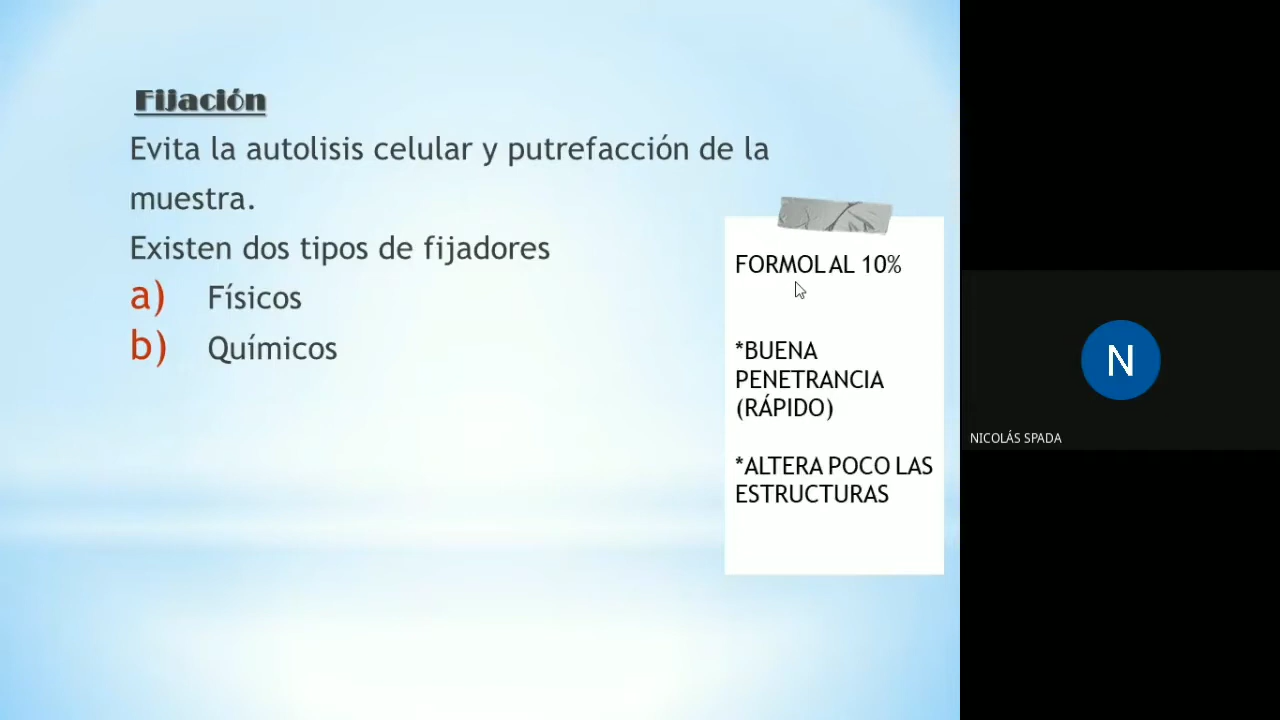 Fijación
Evita la autolisis celular y putrefacción de la
muestra.
Existen dos tipos de fijadores
a) Físicos
b) Químicos
FORMOL AL 10%
*BUENA
PENETRANCIA
(RÁPIDO)
*ALTERA POCO LAS
ESTRUCTURAS
N
NICOLÁS SPADA